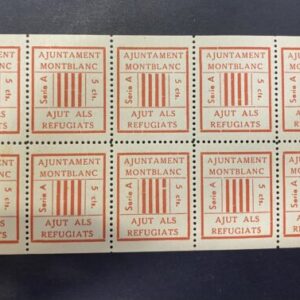 AJUNTAMENT AJUNTAMENT AJUNTAMENT
MONTBLANC MONTBLANC MONTBLANC
Serie A 5 cts. Serie A 5 cts. Serie A 5 cts.
AJUT ALS AJUT ALS AJUT ALS
REFUGIATS REFUGIATS REFUGIATS
AJUNTAMENT AJUNTAMENT AJUNTAMENT
MONTBLANC MONTBLANC MONTBLANC
Serie A 5 cts. Serie A 5 cts. Serie A 5 cts.
AJUT ALS AJUT ALS AJUT ALS
REFUGIATS REFUGIATS REFUGIATS